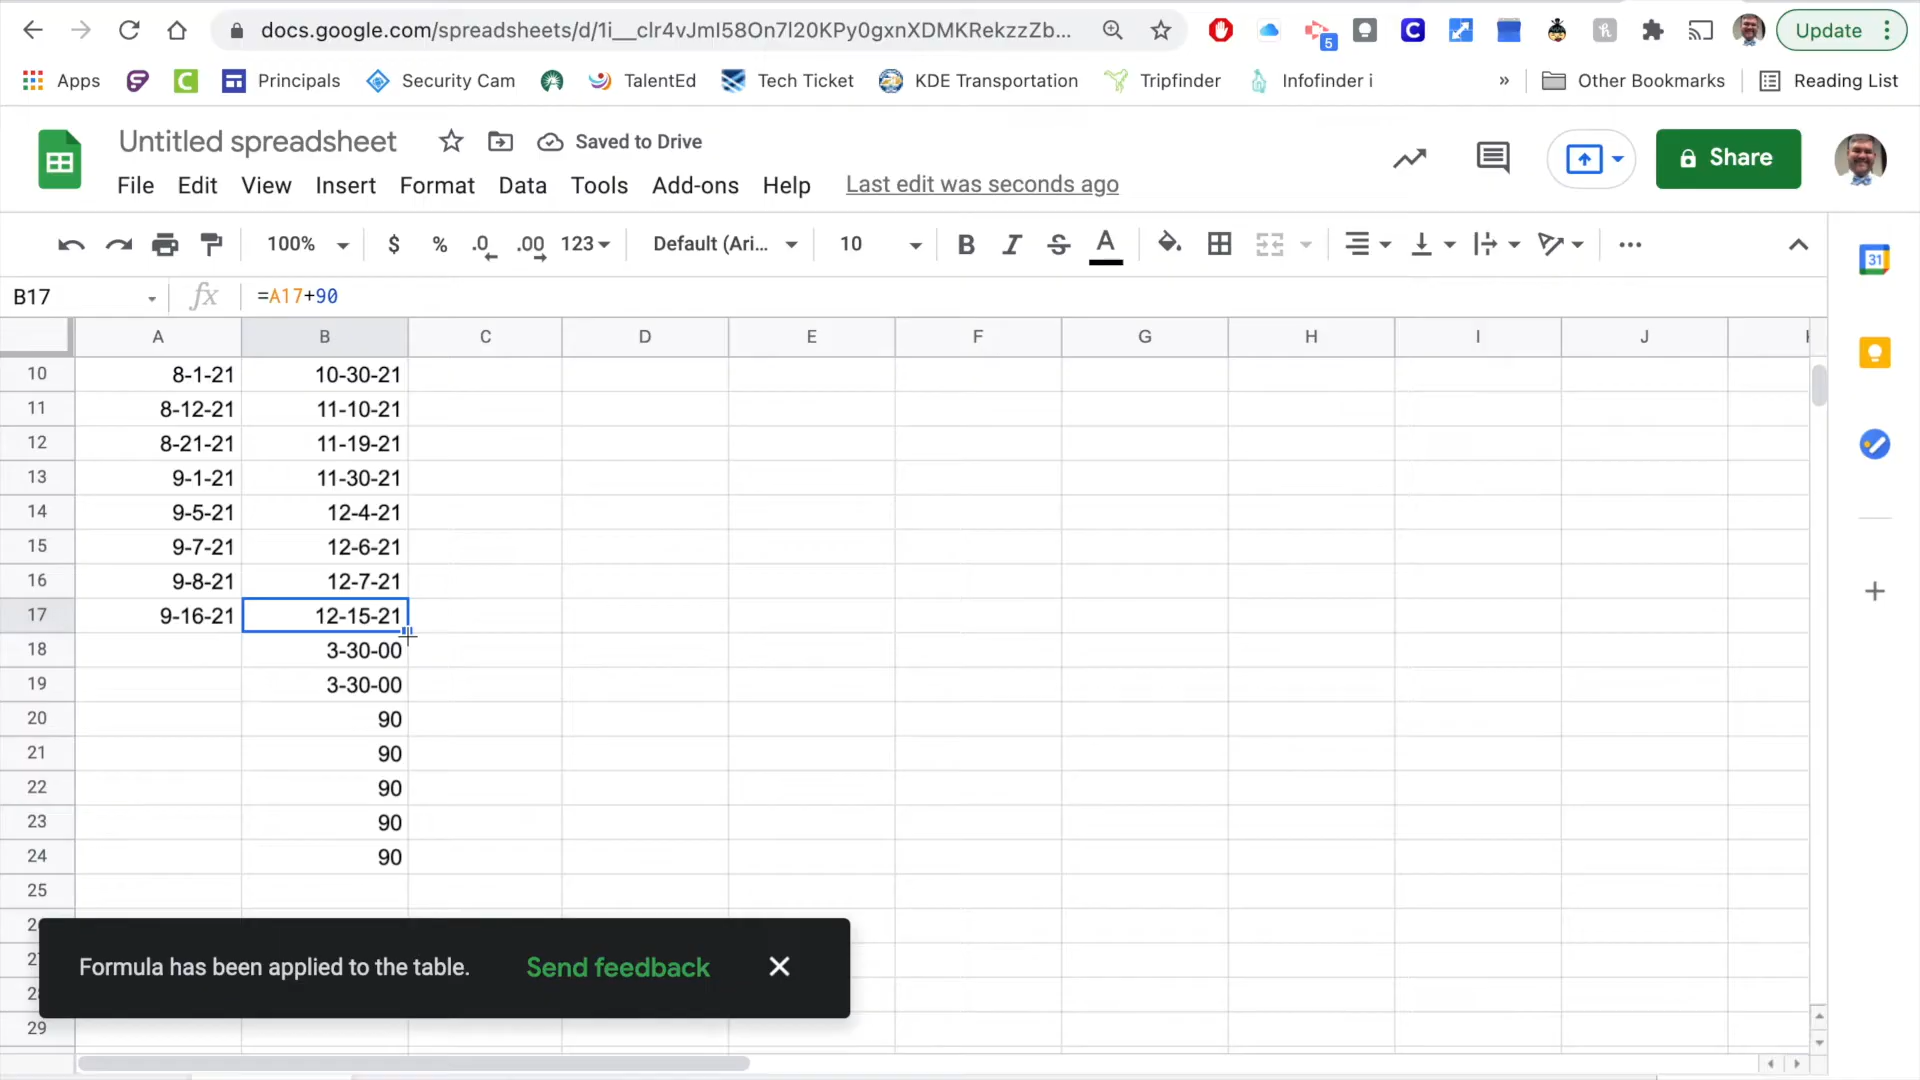 docs.google.com/spreadsheets/d/1i__clr4vJmI58On7l20KPy0gxnXDMKRekzzZb...
5
Update
Apps
Principals
Security Cam
TalentEd
Tech Ticket
KDE Transportation
Tripfinder
Infofinder i
»
Other Bookmarks
Reading List
Untitled spreadsheet
Saved to Drive
Share
File Edit View Insert Format Data Tools Add-ons Help Last edit was seconds ago
100% $ % .0 .00 123 Default (Ari... 10 B I S A
31
B17 fx =A17+90
A B C D E F G H I J
10 8-1-21 10-30-21
11 8-12-21 11-10-21
12 8-21-21 11-19-21
13 9-1-21 11-30-21
14 9-5-21 12-4-21
15 9-7-21 12-6-21
16 9-8-21 12-7-21
17 9-16-21 12-15-21
18 3-30-00
19 3-30-00
20 90
21 90
22 90
23 90
24 90
25
Formula has been applied to the table. Send feedback
29